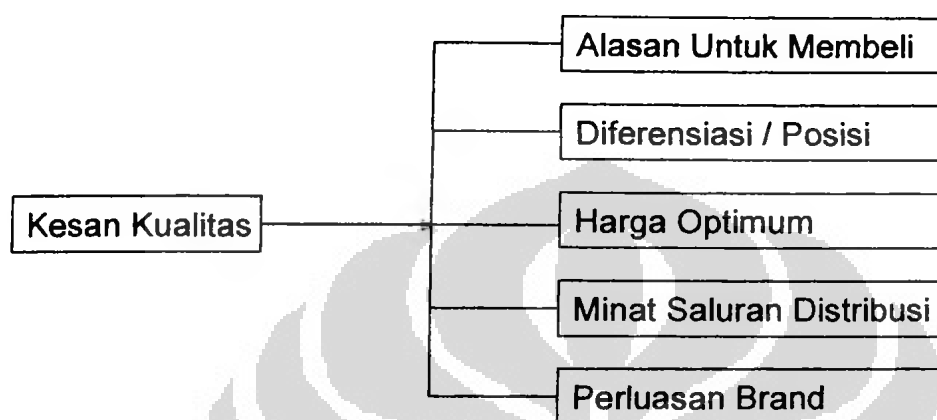 Alasan Untuk Membeli
Diferensiasi / Posisi
Kesan Kualitas
Harga Optimum
Minat Saluran Distribusi
Perluasan Brand